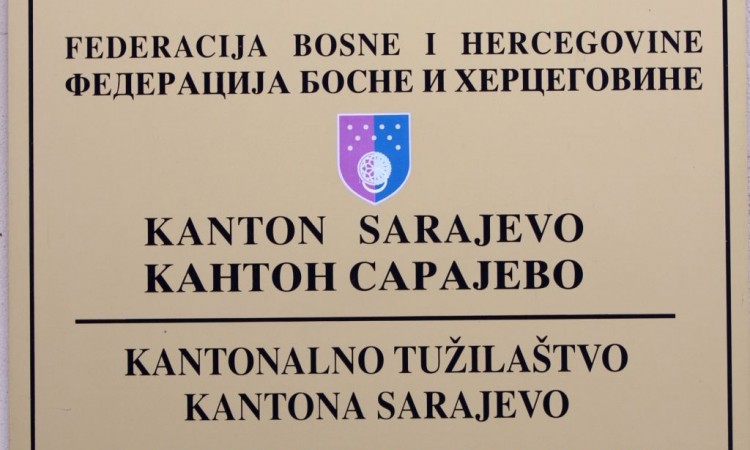 FEDERACIJA BOSNE I HERCEGOVINE
ФЕДЕРАЦИЈА БОСНЕ И ХЕРЦЕГОВИНЕ
KANTON SARAJEVO
КАНТОН САРАЈЕВО
KANTONALNO TUŽILAŠTVO
KANTONA SARAJEVO